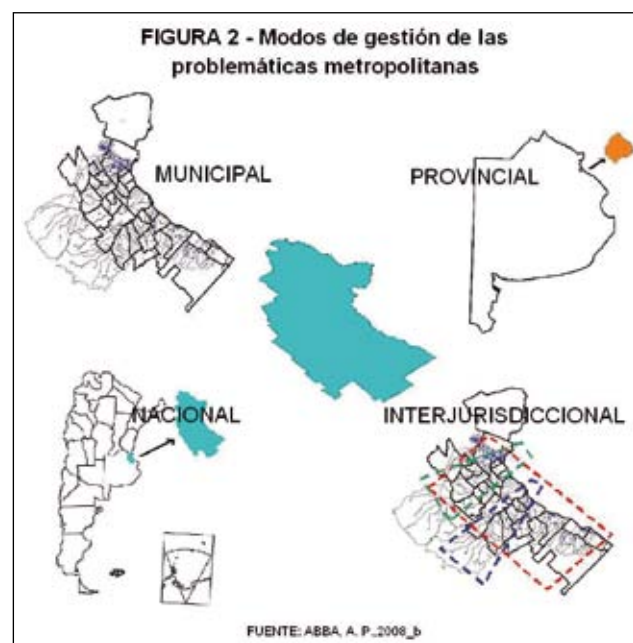 FIGURA 2 - Modos de gestión de las
problemáticas metropolitanas
MUNICIPAL
PROVINCIAL
NACIONAL
INTERJURISDICCIONAL
FUENTE: ABBA, A. P._2008_b